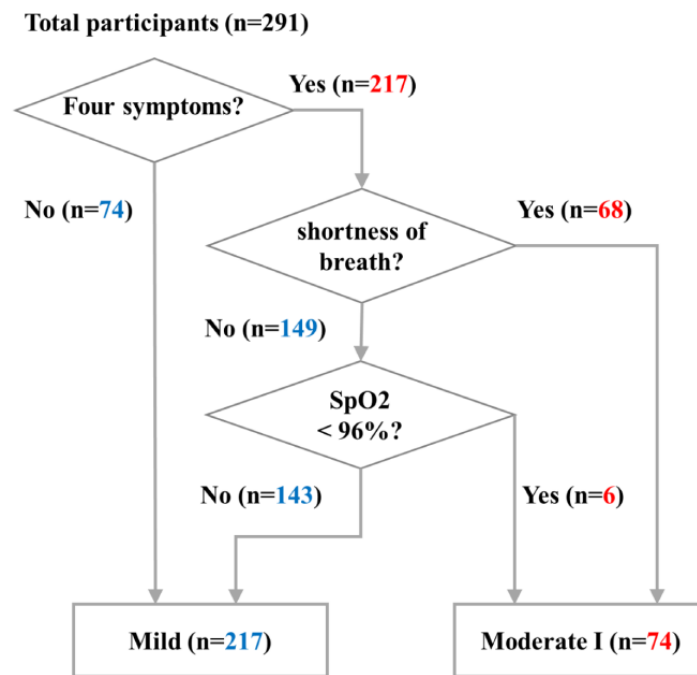 Total participants (n=291)
Yes (n=217)
Four symptoms?
No (n=74)
Yes (n=68)
shortness of
breath?
No (n=149)
SpO2
< 96%?
No (n=143)
Yes (n=6)
Mild (n=217)
Moderate I (n=74)